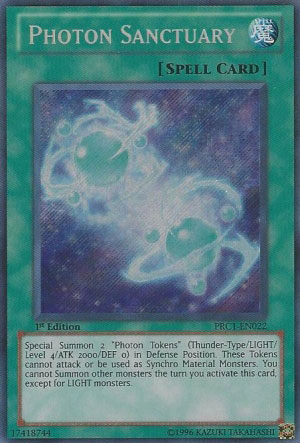 PHOTON SANCTUARY 魔
[SPELL CARD]
1st Edition PRC1-EN022
Special Summon 2 "Photon Tokens" (Thunder-Type/LIGHT/
Level 4/ATK 2000/DEF 0) in Defense Position. These Tokens
cannot attack or be used as Synchro Material Monsters. You
cannot Summon other monsters the turn you activate this card,
except for LIGHT monsters.
17418744 ©1996 KAZUKI TAKAHASHI